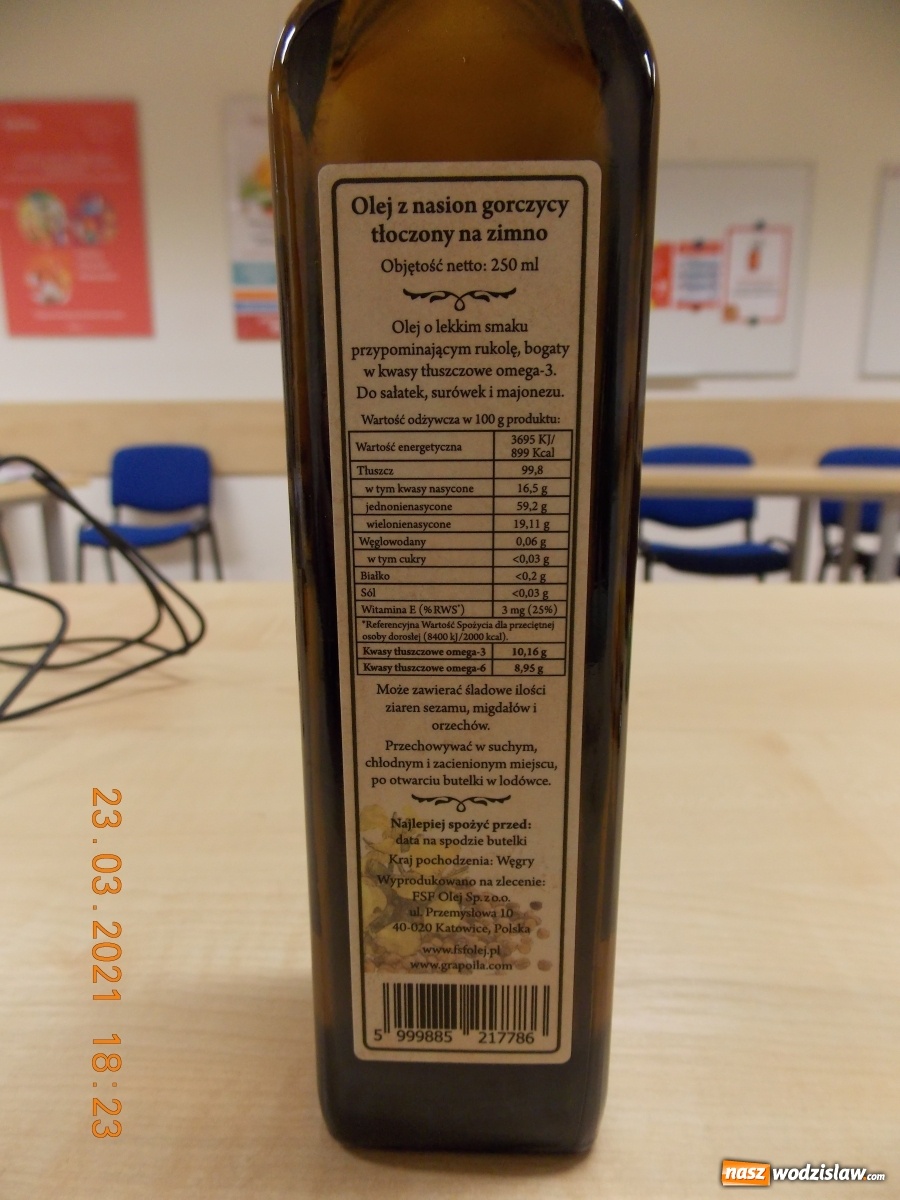 Olej z nasion gorczycy
tłoczony na zimno
Objętość netto: 250 ml
Olej o lekkim smaku
przypominającym rukolę, bogaty
w kwasy tłuszczowe omega-3.
Do sałatek, surówek i majonezu.
Wartość odżywcza w 100 g produktu:
Wartość energetyczna 3695 KJ/
899 Kcal
Tłuszcz 99,8
w tym kwasy nasycone 16,5 g
jednonienasycone 59,2 g
wielonienasycone 19,11 g
Węglowodany 0,06 g
w tym cukry <0,03 g
Białko <0,2 g
Sól <0,03 g
Witamina E (%RWS*) 3 mg (25%)
*Referencyjna Wartość Spożycia dla przeciętnej
osoby dorosłej (8400 kJ/2000 kcal).
Kwasy tłuszczowe omega-3 10,16 g
Kwasy tłuszczowe omega-6 8,95 g
Może zawierać śladowe ilości
ziaren sezamu, migdałów i
orzechów.
Przechowywać w suchym,
chłodnym i zacienionym miejscu,
po otwarciu butelki w lodówce.
Najlepiej spożyć przed:
data na spodzie butelki
Kraj pochodzenia: Węgry
Wyprodukowano na zlecenie:
FSF Olej Sp. z o.o.
ul. Przemysłowa 10
40-020 Katowice, Polska
www.fsfolej.pl
www.grapoila.com
5 999885 217786
23.03.2021 18:23
nasz wodzislaw.com